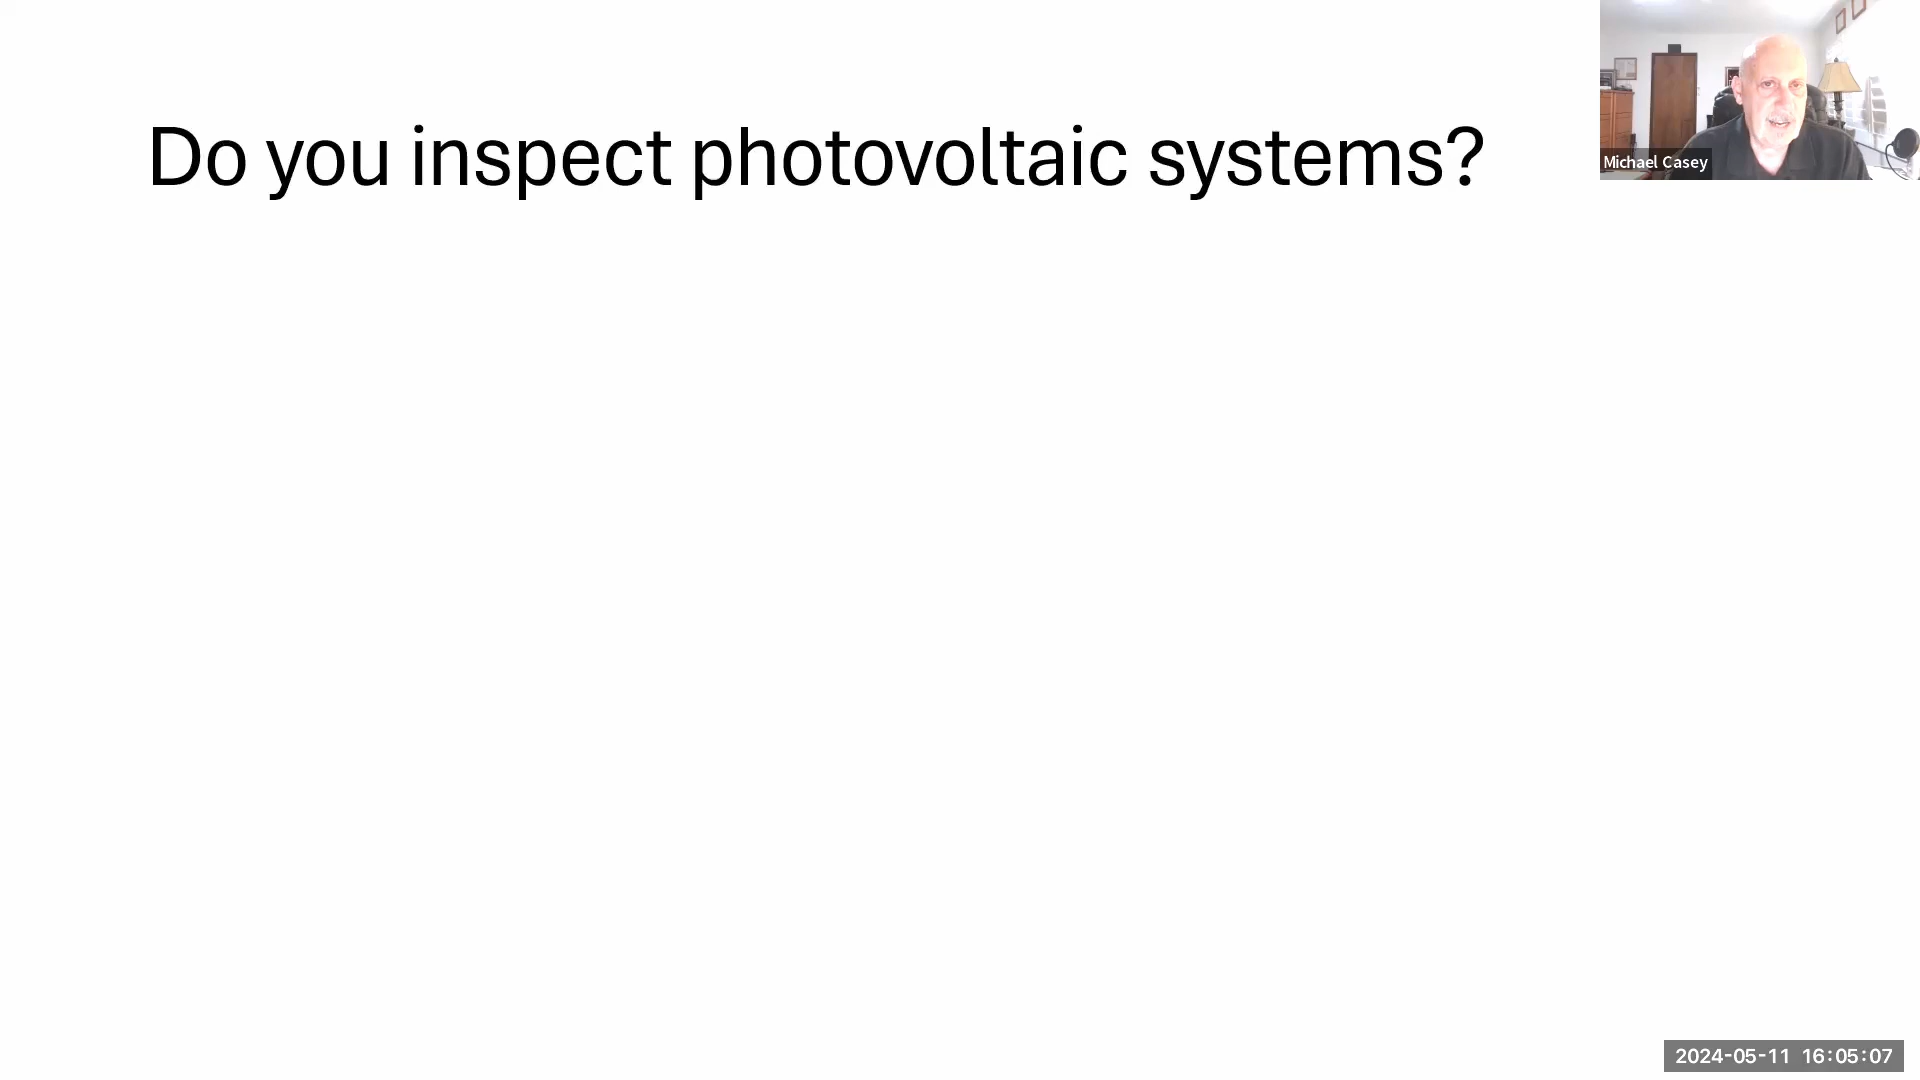 Do you inspect photovoltaic systems?
Michael Casey
2024-05-11 16:05:07